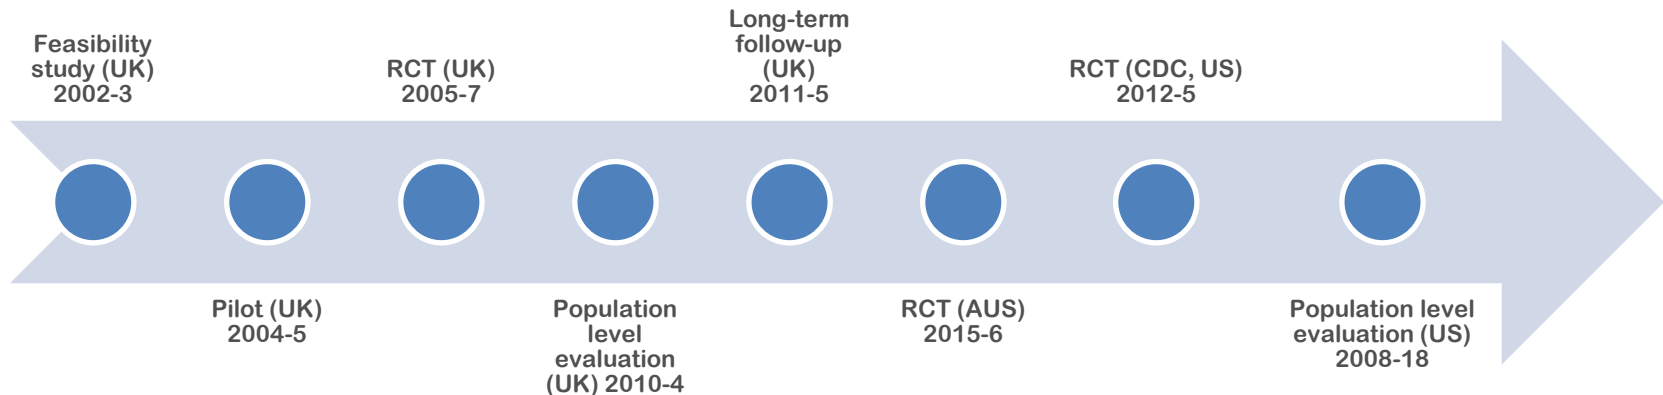 Feasibility
study (UK)
2002-3
Pilot (UK)
2004-5
RCT (UK)
2005-7
Population
level
evaluation
(UK) 2010-4
Long-term
follow-up
(UK)
2011-5
RCT (AUS)
2015-6
RCT (CDC, US)
2012-5
Population level
evaluation (US)
2008-18